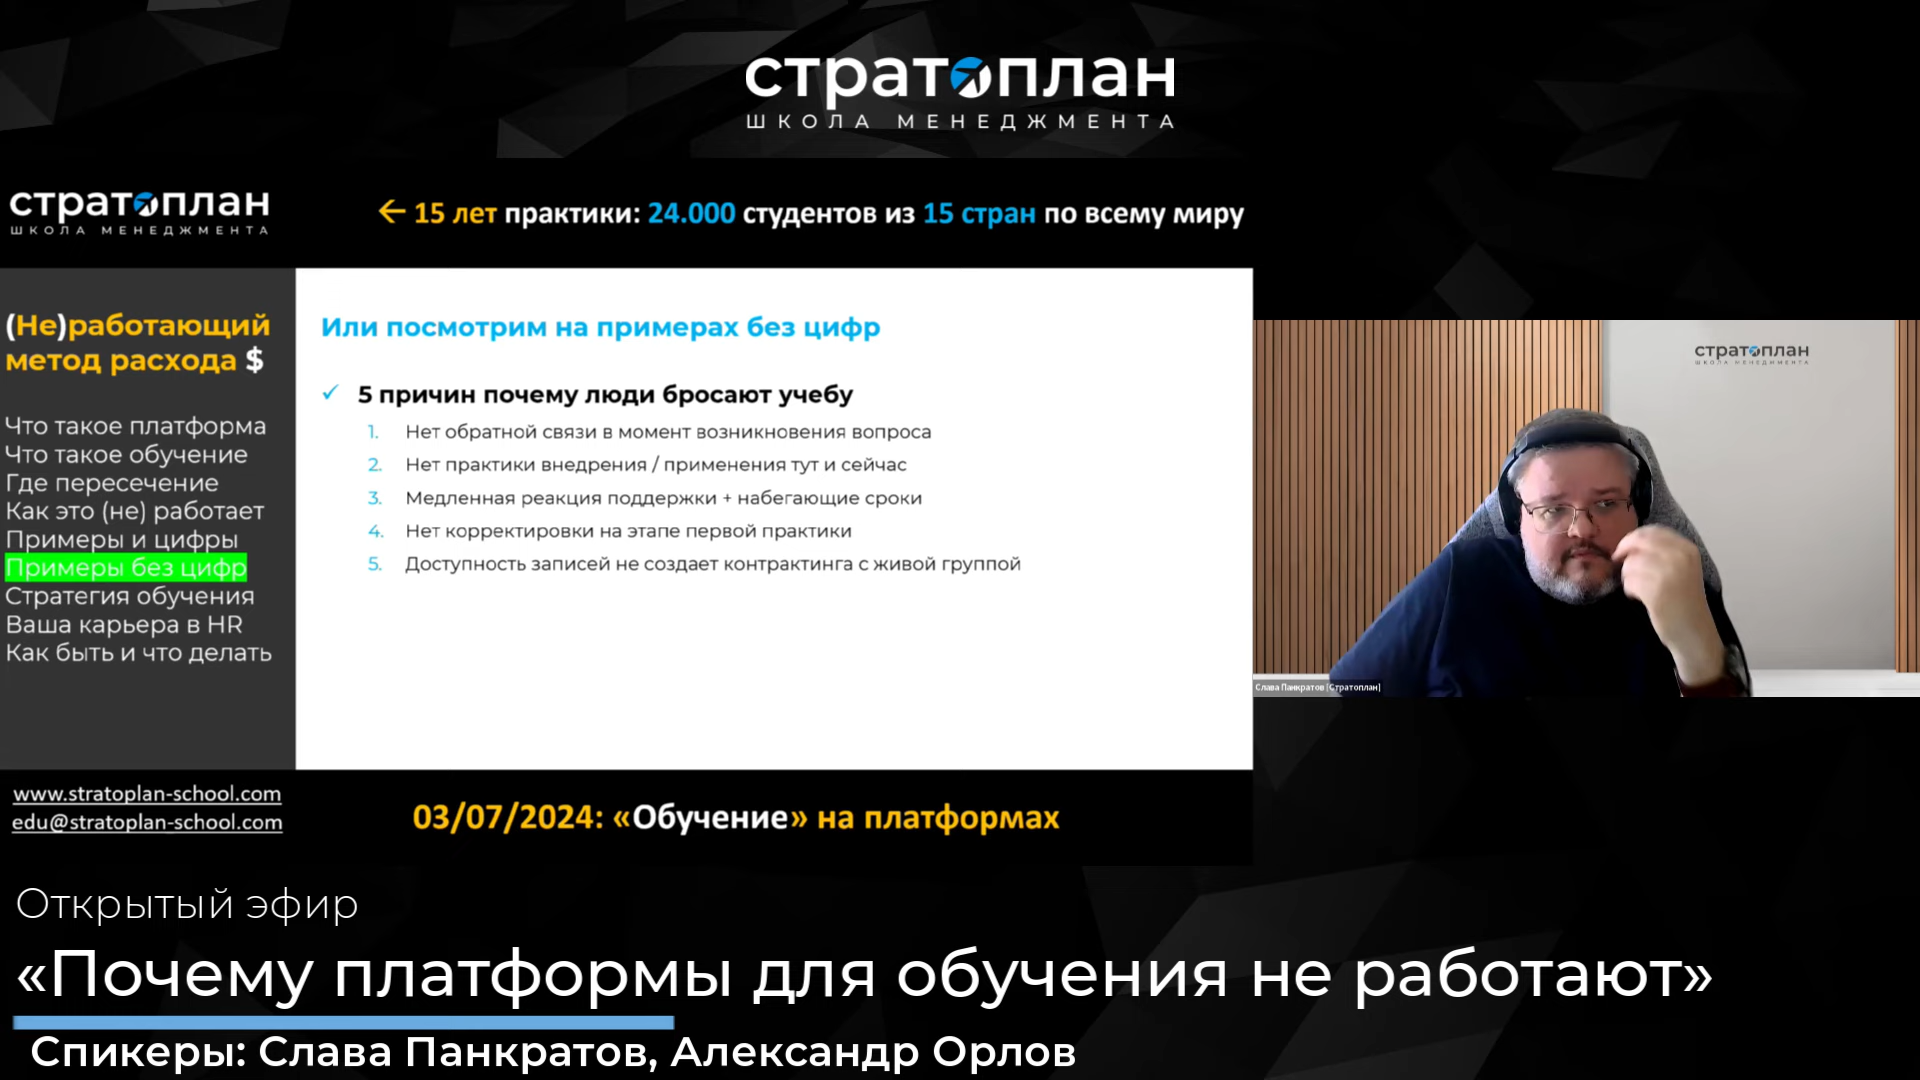 стратоплан
ШКОЛА МЕНЕДЖМЕНТА
стратоплан
ШКОЛА МЕНЕДЖМЕНТА
← 15 лет практики: 24.000 студентов из 15 стран по всему миру
(Не)работающий
метод расхода $
Что такое платформа
Что такое обучение
Где пересечение
Как это (не) работает
Примеры и цифры
Примеры без цифр
Стратегия обучения
Ваша карьера в HR
Как быть и что делать
Или посмотрим на примерах без цифр
✓ 5 причин почему люди бросают учебу
1. Нет обратной связи в момент возникновения вопроса
2. Нет практики внедрения / применения тут и сейчас
3. Медленная реакция поддержки + набегающие сроки
4. Нет корректировки на этапе первой практики
5. Доступность записей не создает контрактинга с живой группой
стратоплан
ШКОЛА МЕНЕДЖМЕНТА
Слава Панкратов [Стратоплан]
www.stratoplan-school.com
edu@stratoplan-school.com
03/07/2024: «Обучение» на платформах
Открытый эфир
«Почему платформы для обучения не работают»
Спикеры: Слава Панкратов, Александр Орлов